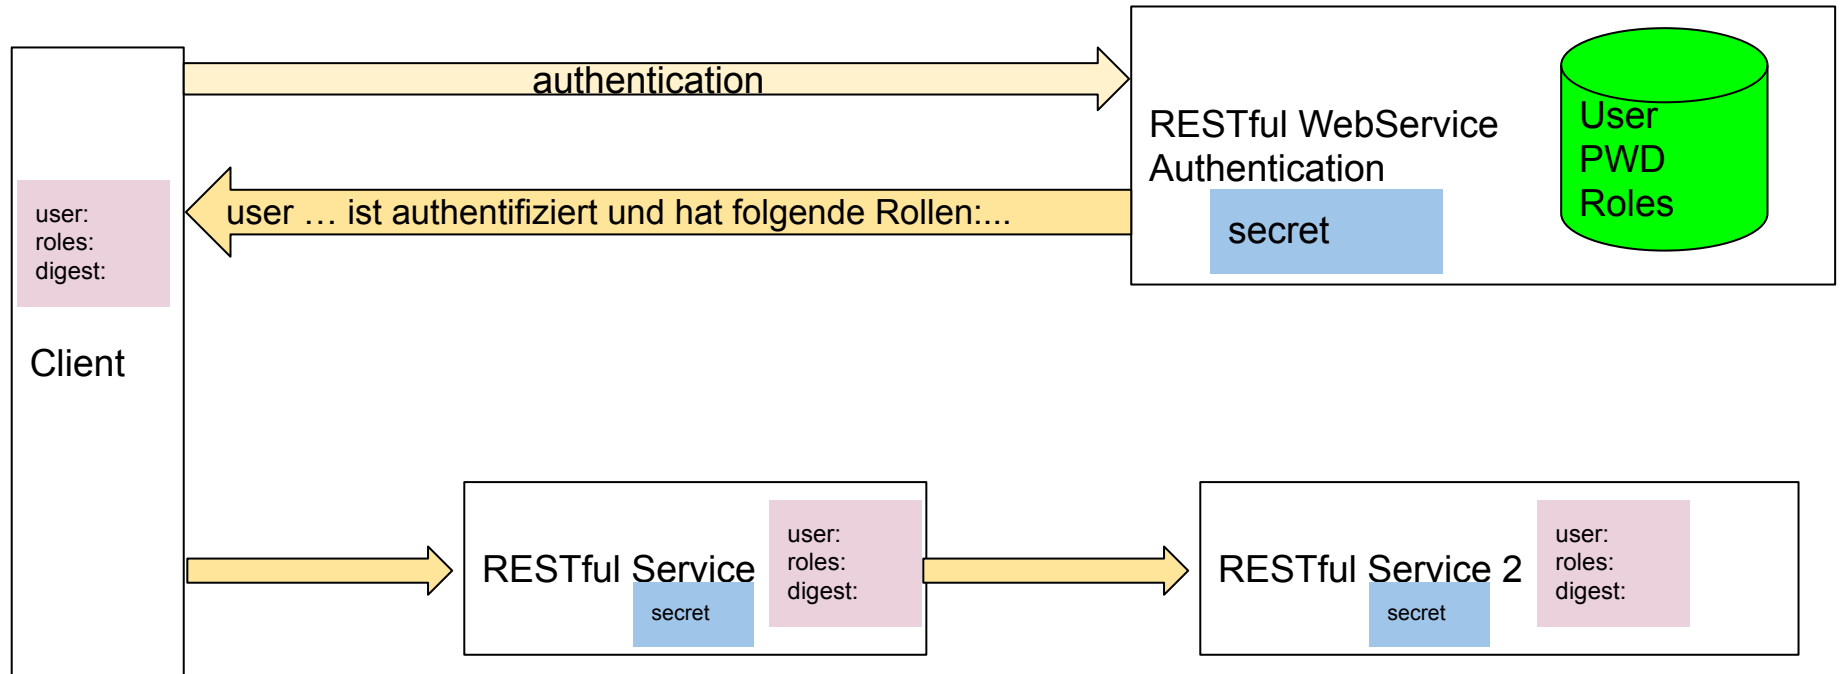 authentication
RESTful WebService
Authentication
User
PWD
Roles
user … ist authentifiziert und hat folgende Rollen:...
secret
user:
roles:
digest:
Client
RESTful Service
secret
user:
roles:
digest:
RESTful Service 2
secret
user:
roles:
digest: